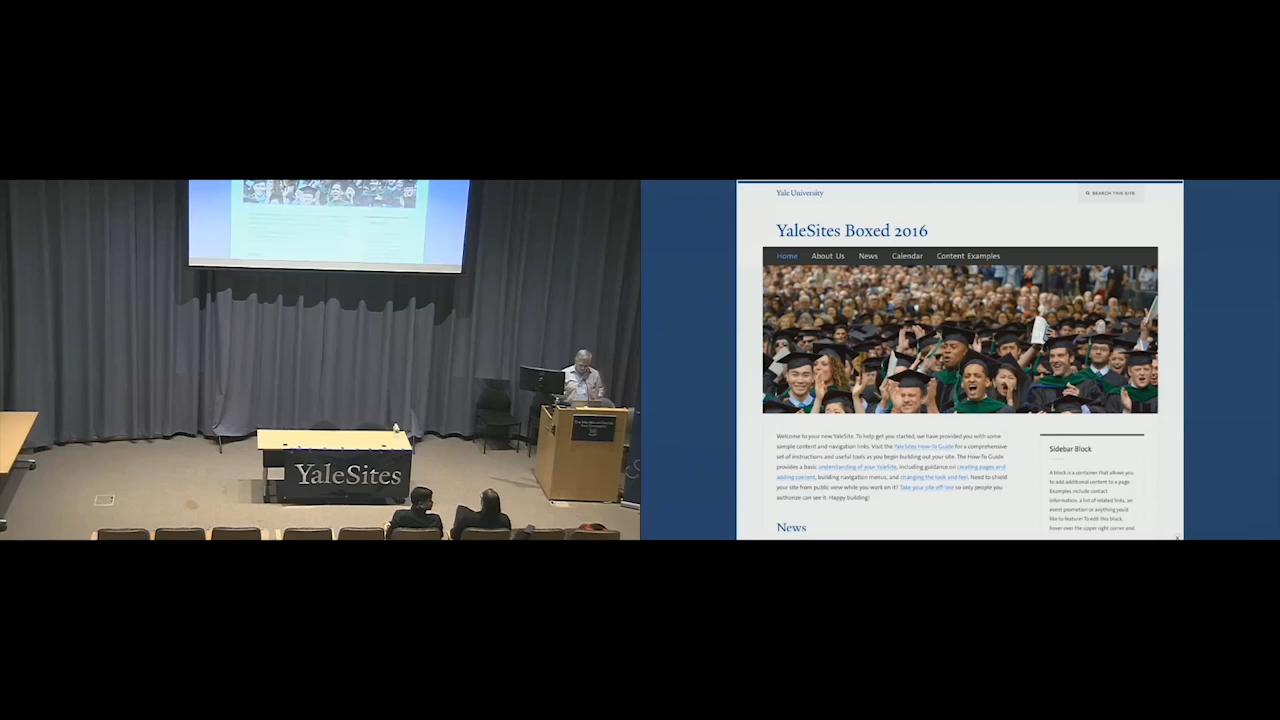 YaleSites
Yale University
SEARCH THIS SITE
YaleSites Boxed 2016
Home About Us News Calendar Content Examples
Welcome to your new YaleSite. To help get you started, we have provided you with some
sample content and navigation links. Visit the YaleSites How-To Guide for a comprehensive
set of instructions and useful tools as you begin building out your site. The How-To Guide
provides a basic understanding of your YaleSite, including guidance on creating pages and
adding content, building navigation menus, and changing the look and feel. Need to shield
your site from public view while you work on it? Take your site off line so only people you
authorize can see it. Happy building!
News
Sidebar Block
A block is a container that allows you
to add additional content to a page.
Examples include contact
information, a list of related links, an
event promotion or anything you'd
like to feature! To edit this block,
hover over the upper right corner and